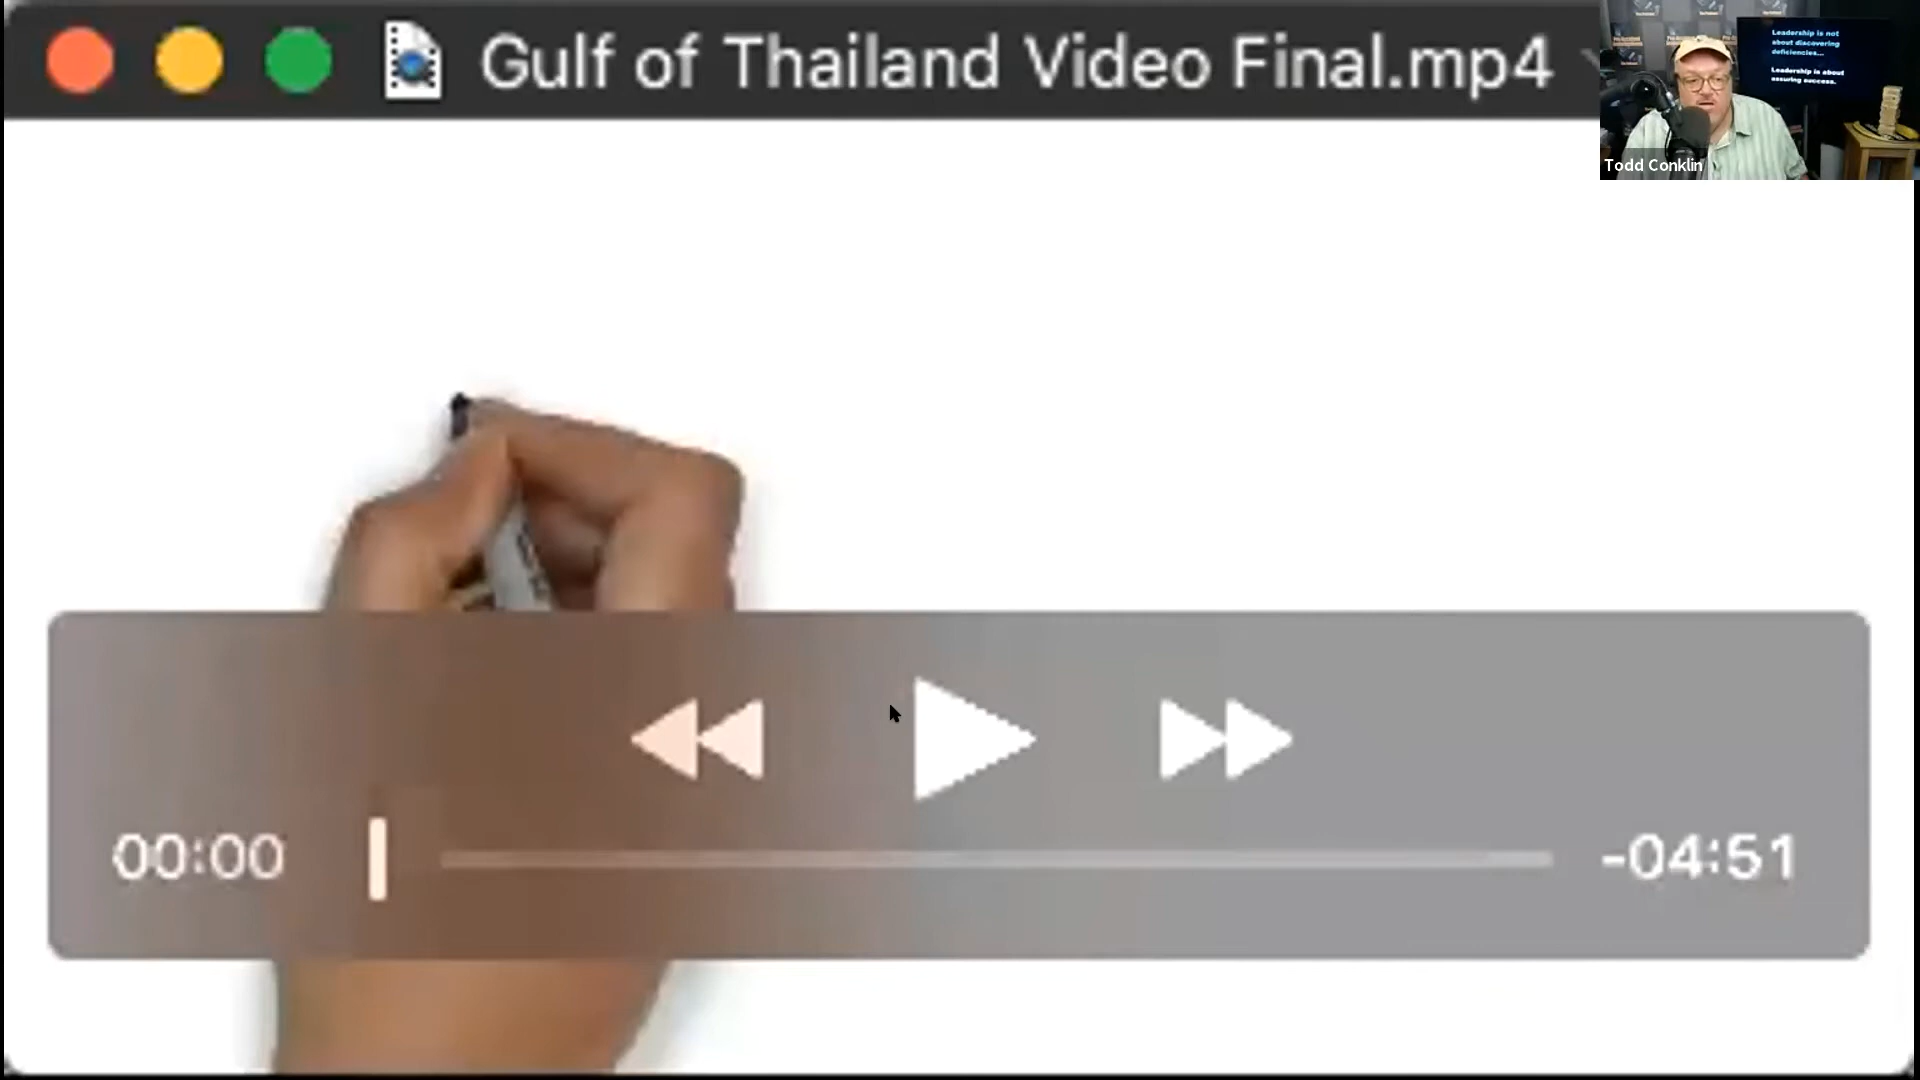 Gulf of Thailand Video Final.mp4
Leadership is not
about discovering
deficiencies...
Leadership is about
assuring success.
Todd Conklin
00:00
-04:51